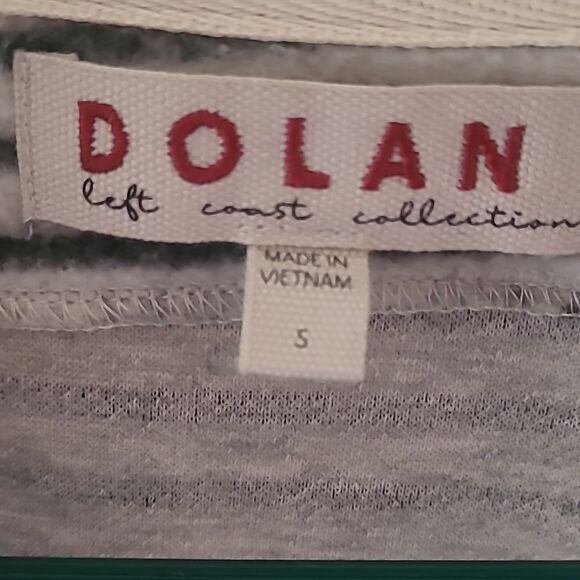 DOLAN
left coast collection
MADE IN
VIETNAM
S